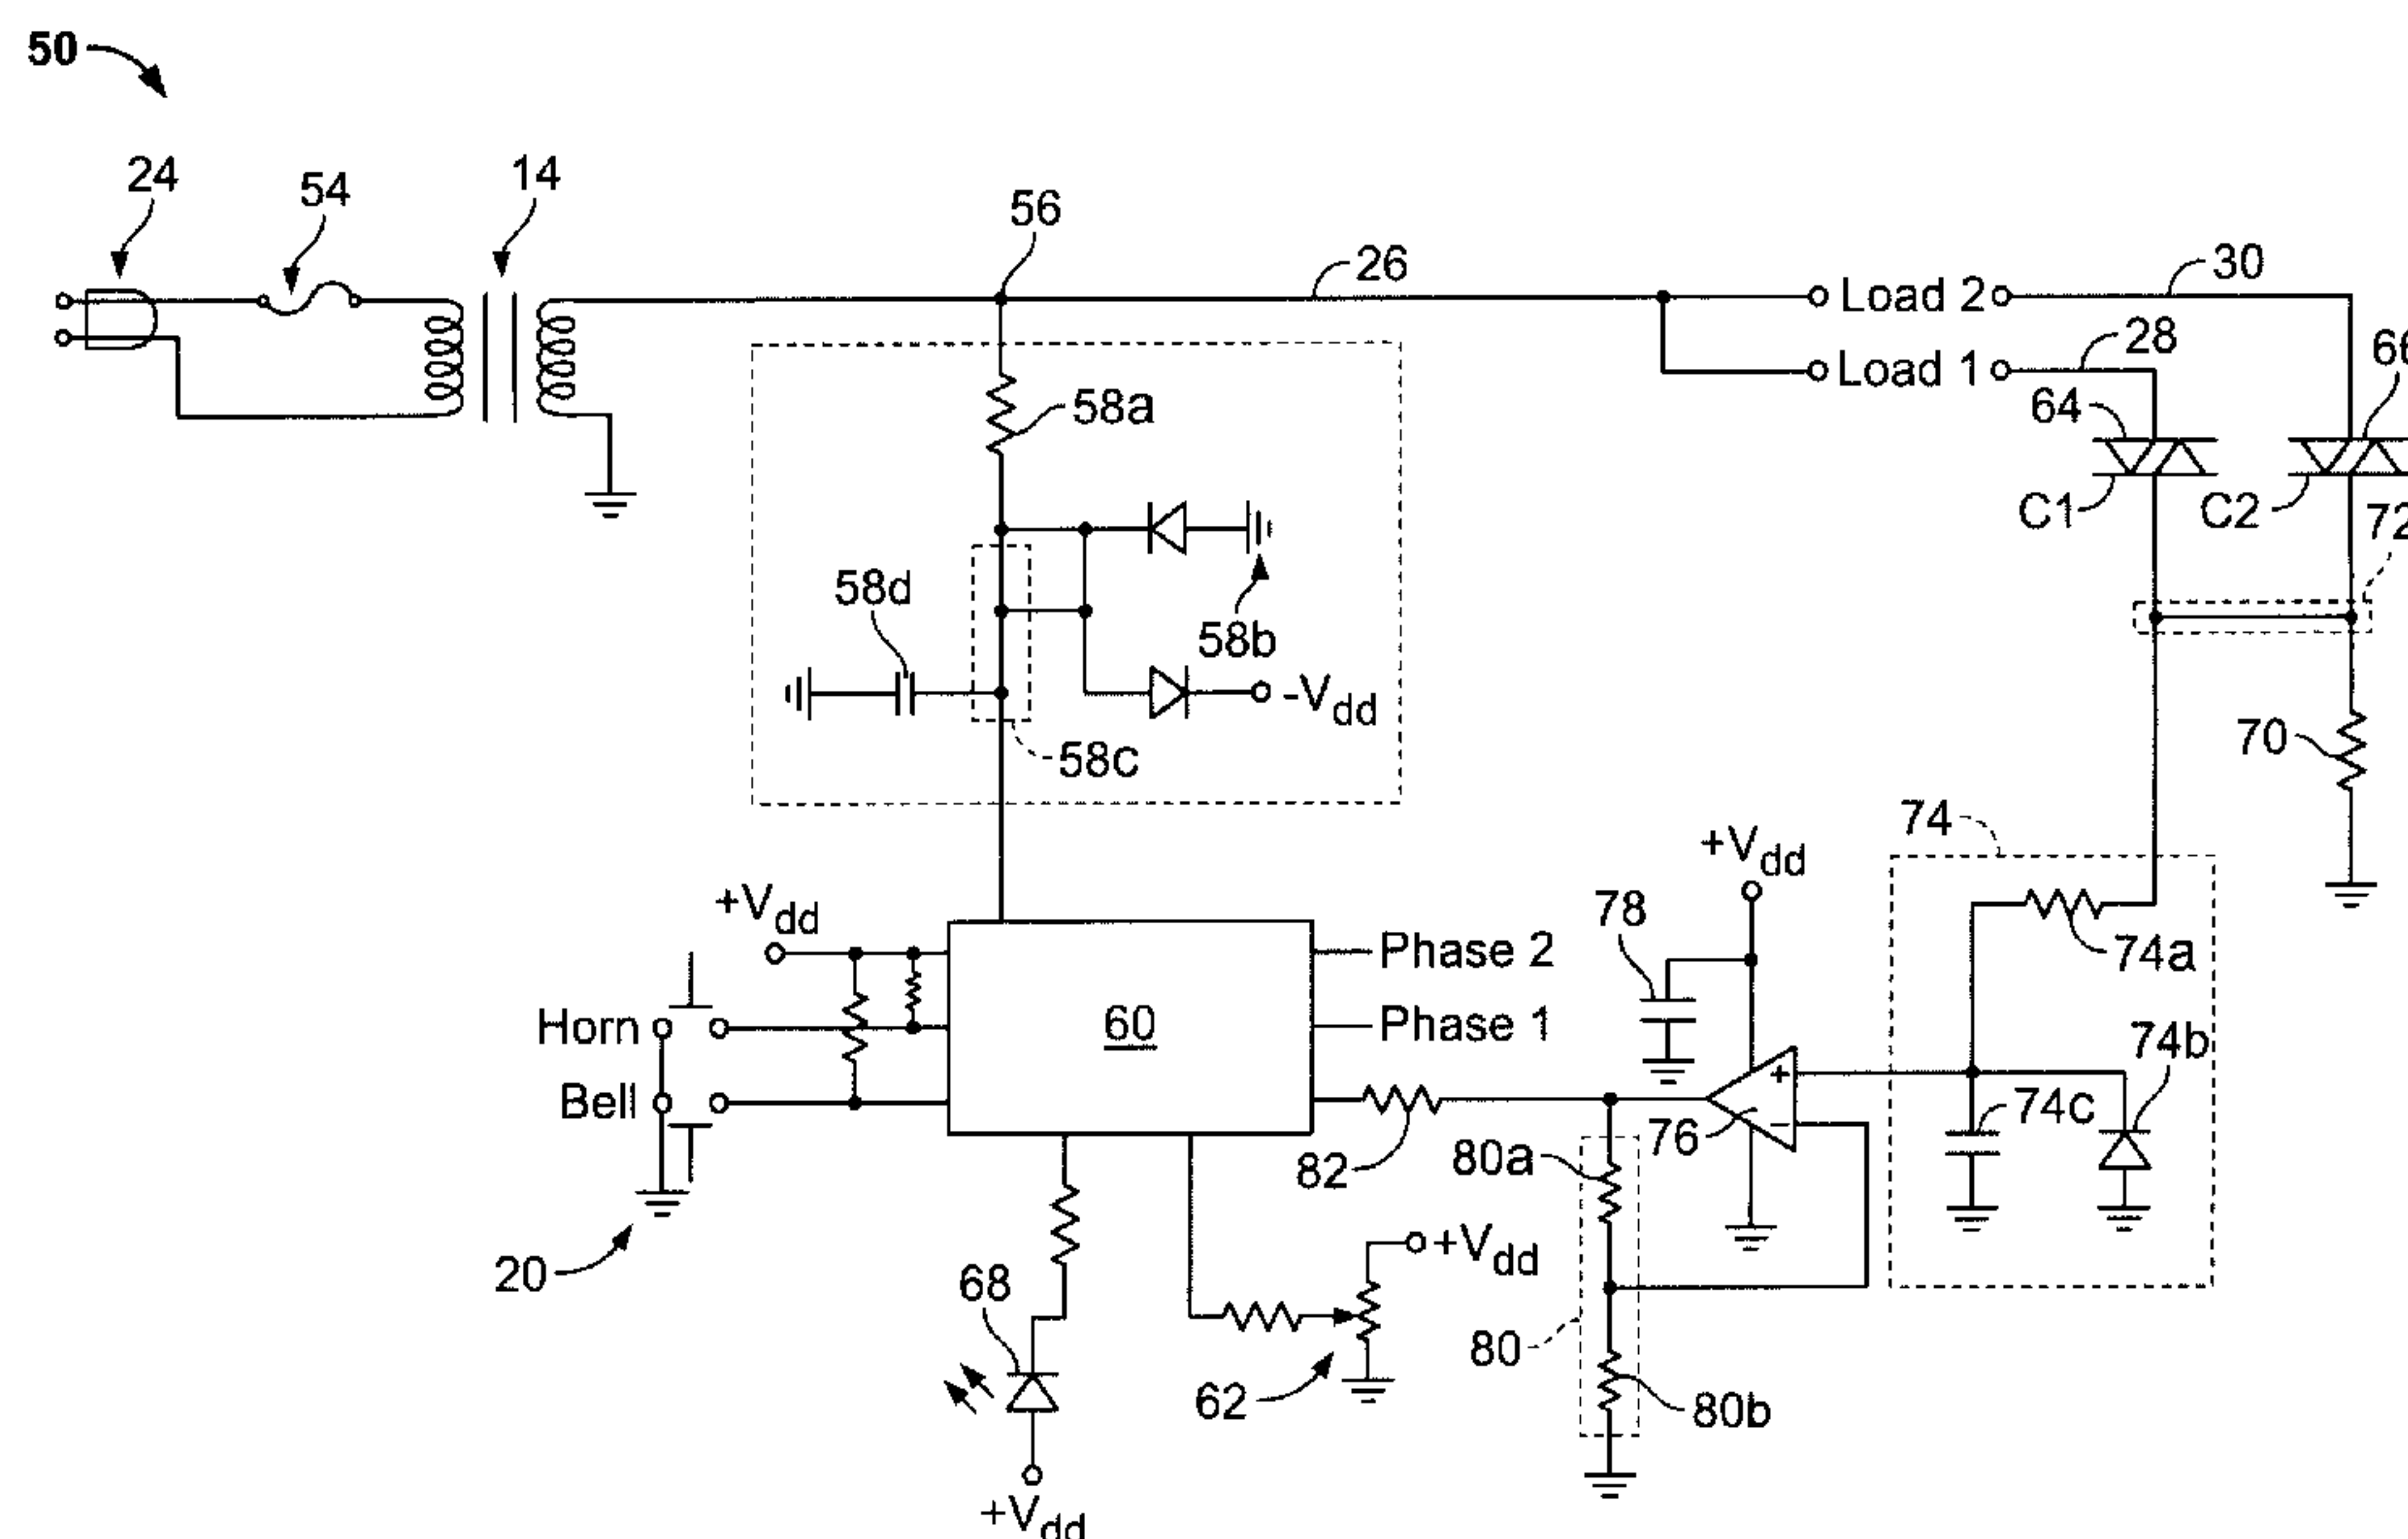 50
24
54
14
56
26
Load 2
30
Load 1
28
66
64
58a
C1
C2
72
58d
58b
-Vdd
58c
70
74
+Vdd
+Vdd
78
74a
Phase 2
Horn
60
Phase 1
74b
Bell
74c
76
82
80a
20
+Vdd
68
80
62
80b
+Vdd